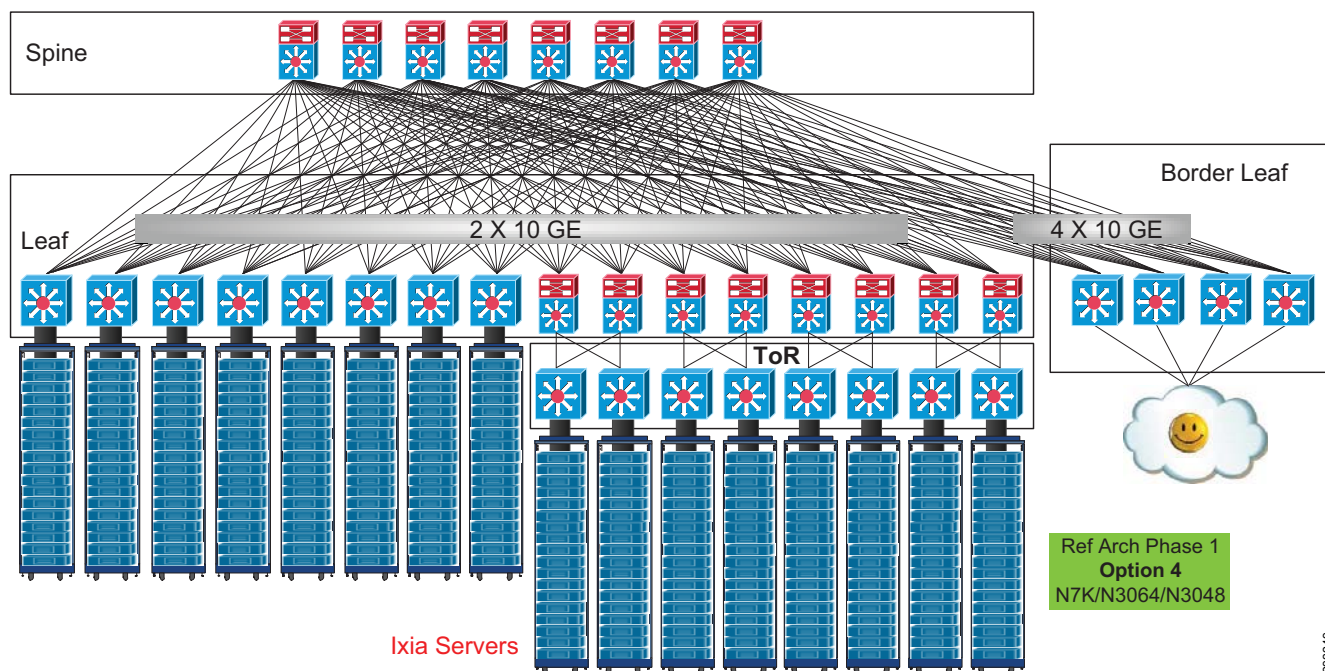 Spine
Border Leaf
Leaf
2 X 10 GE
4 X 10 GE
ToR
Ref Arch Phase 1
Option 4
N7K/N3064/N3048
Ixia Servers